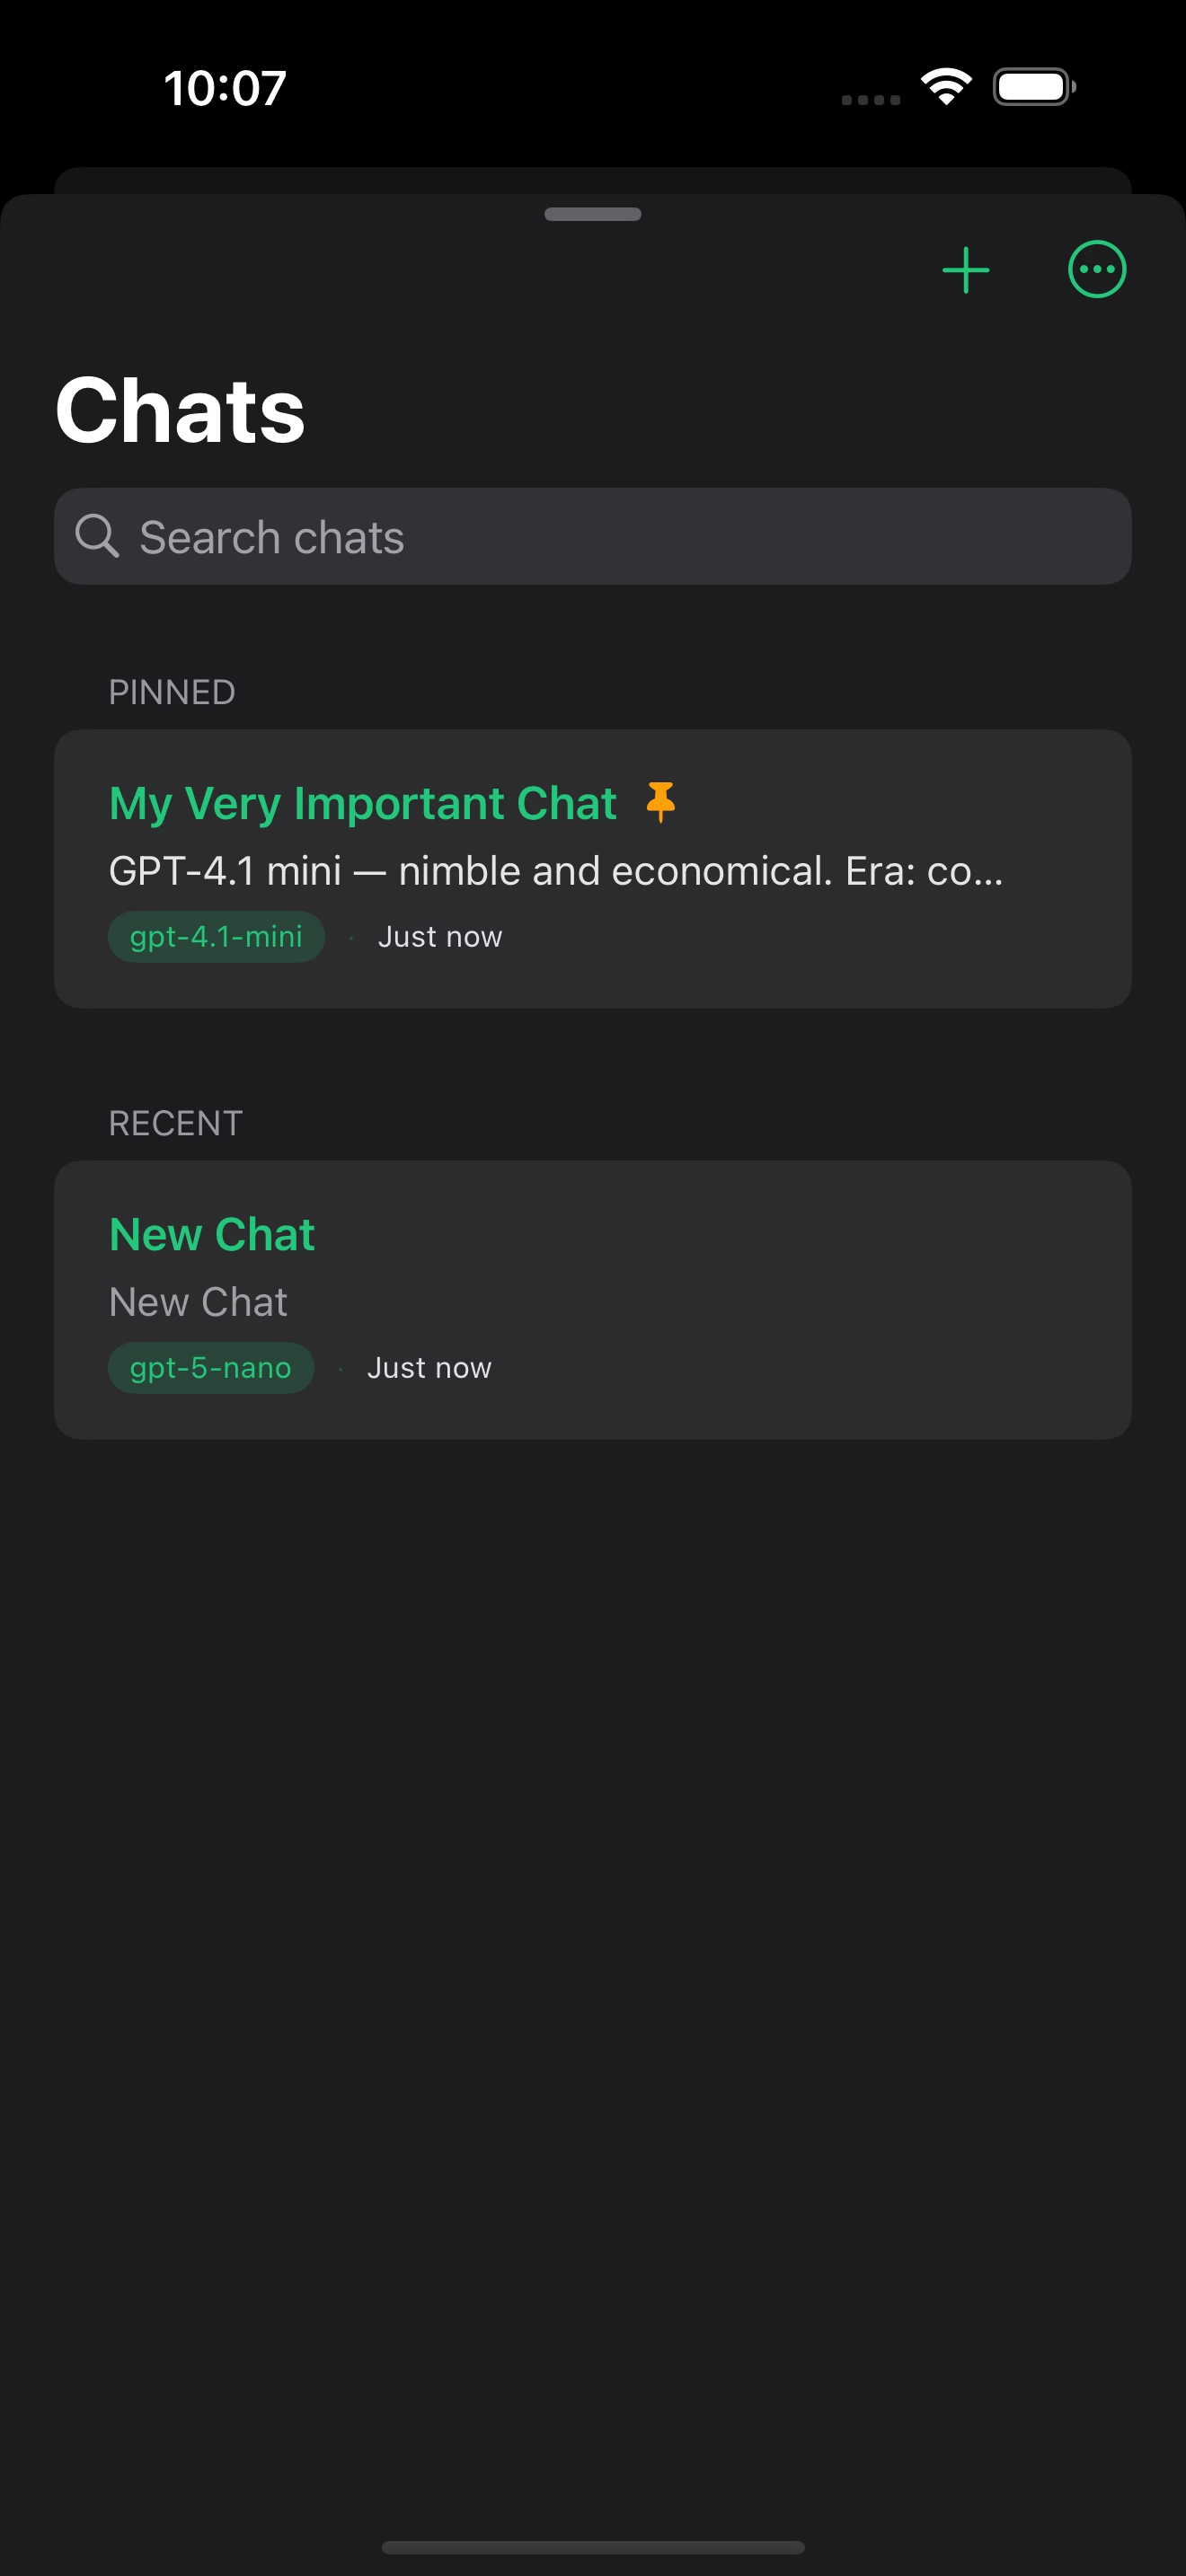 10:07
Chats
Search chats
PINNED
My Very Important Chat
GPT-4.1 mini — nimble and economical. Era: co...
gpt-4.1-mini · Just now
RECENT
New Chat
New Chat
gpt-5-nano · Just now